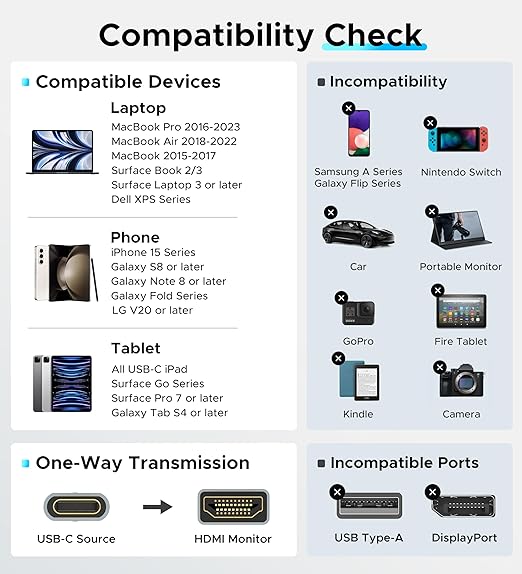 Compatibility Check
Compatible Devices
Laptop
MacBook Pro 2016-2023
MacBook Air 2018-2022
MacBook 2015-2017
Surface Book 2/3
Surface Laptop 3 or later
Dell XPS Series
Phone
iPhone 15 Series
Galaxy S8 or later
Galaxy Note 8 or later
Galaxy Fold Series
LG V20 or later
Tablet
All USB-C iPad
Surface Go Series
Surface Pro 7 or later
Galaxy Tab S4 or later
Incompatibility
Samsung A Series
Galaxy Flip Series
Nintendo Switch
Car
Portable Monitor
GoPro
Fire Tablet
Kindle
Camera
One-Way Transmission
USB-C Source
HDMI Monitor
Incompatible Ports
USB Type-A
DisplayPort